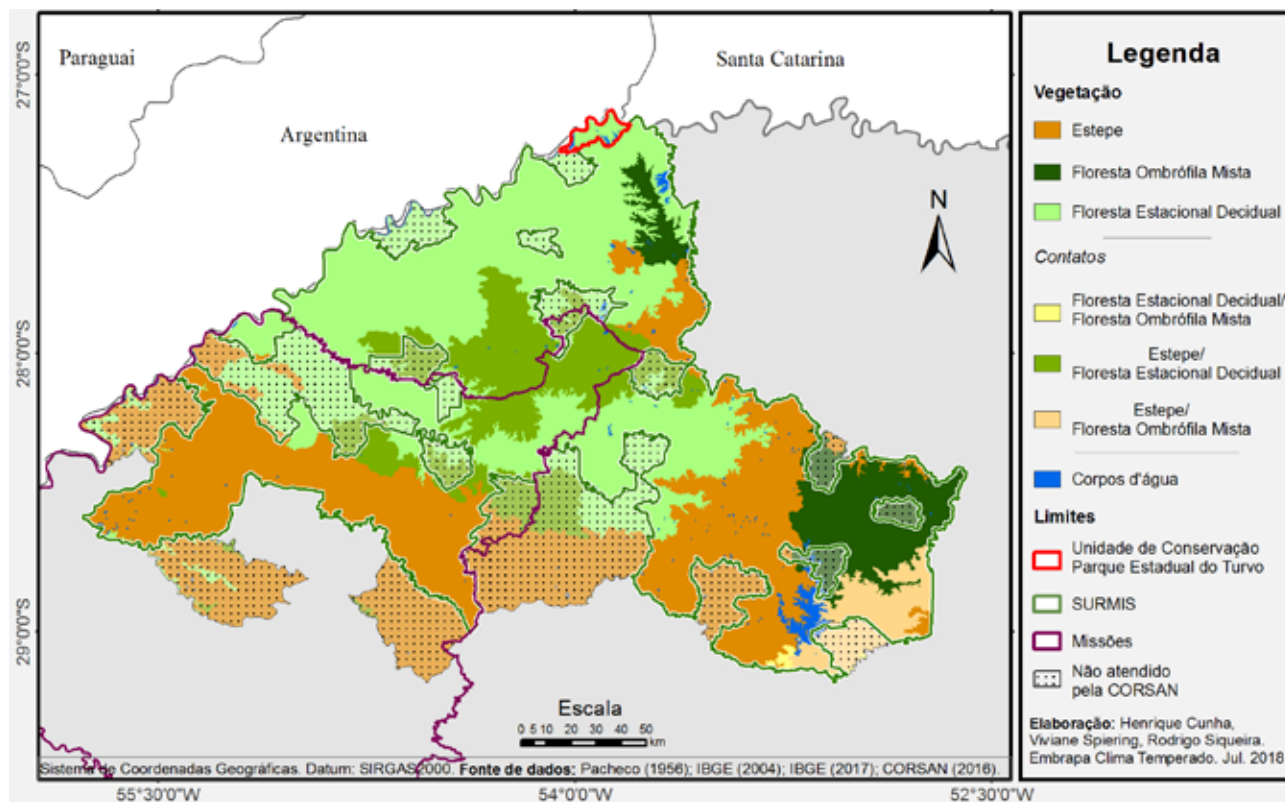 Paraguai
Santa Catarina
Argentina
N
27°0'0"S
28°0'0"S
29°0'0"S
Escala
0 5 10 20 30 40 50
km
Sistema de Coordenadas Geográficas. Datum: SIRGAS2000. Fonte de dados: Pacheco (1956); IBGE (2004); IBGE (2017); CORSAN (2016).
55°30'0"W
54°0'0"W
52°30'0"W
Legenda
Vegetação
Estepe
Floresta Ombrófila Mista
Floresta Estacional Decidual
Contatos
Floresta Estacional Decidual/
Floresta Ombrófila Mista
Estepe/
Floresta Estacional Decidual
Estepe/
Floresta Ombrófila Mista
Corpos d'água
Limites
Unidade de Conservação
Parque Estadual do Turvo
SURMIS
Missões
Não atendido
pela CORSAN
Elaboração: Henrique Cunha,
Viviane Spiering, Rodrigo Siqueira.
Embrapa Clima Temperado. Jul. 2018